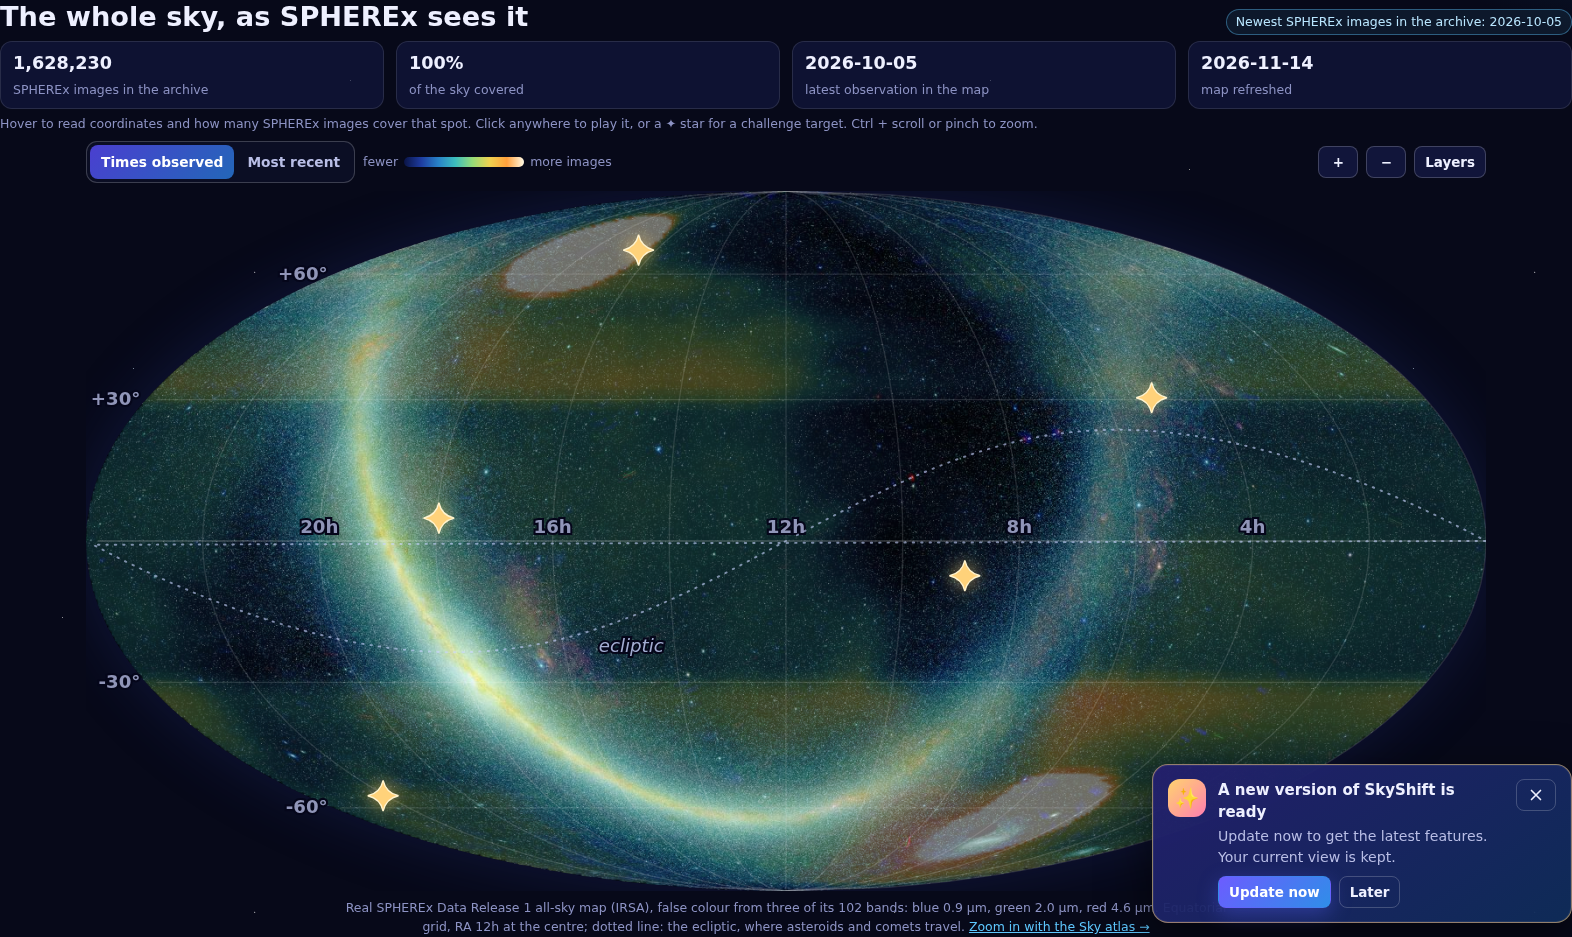 The whole sky, as SPHEREx sees it
Newest SPHEREx images in the archive: 2026-10-05
1,628,230
SPHEREx images in the archive
100%
of the sky covered
2026-10-05
latest observation in the map
2026-11-14
map refreshed
Hover to read coordinates and how many SPHEREx images cover that spot. Click anywhere to play it, or a ✦ star for a challenge target. Ctrl + scroll or pinch to zoom.
Times observed
Most recent
fewer
more images
+
−
Layers
+60°
+30°
20h
16h
12h
8h
4h
ecliptic
-30°
-60°
A new version of SkyShift is
ready
Update now to get the latest features.
Your current view is kept.
Update now
Later
Real SPHEREx Data Release 1 all-sky map (IRSA), false colour from three of its 102 bands: blue 0.9 μm, green 2.0 μm, red 4.6 μm.
grid, RA 12h at the centre; dotted line: the ecliptic, where asteroids and comets travel. Zoom in with the Sky atlas →